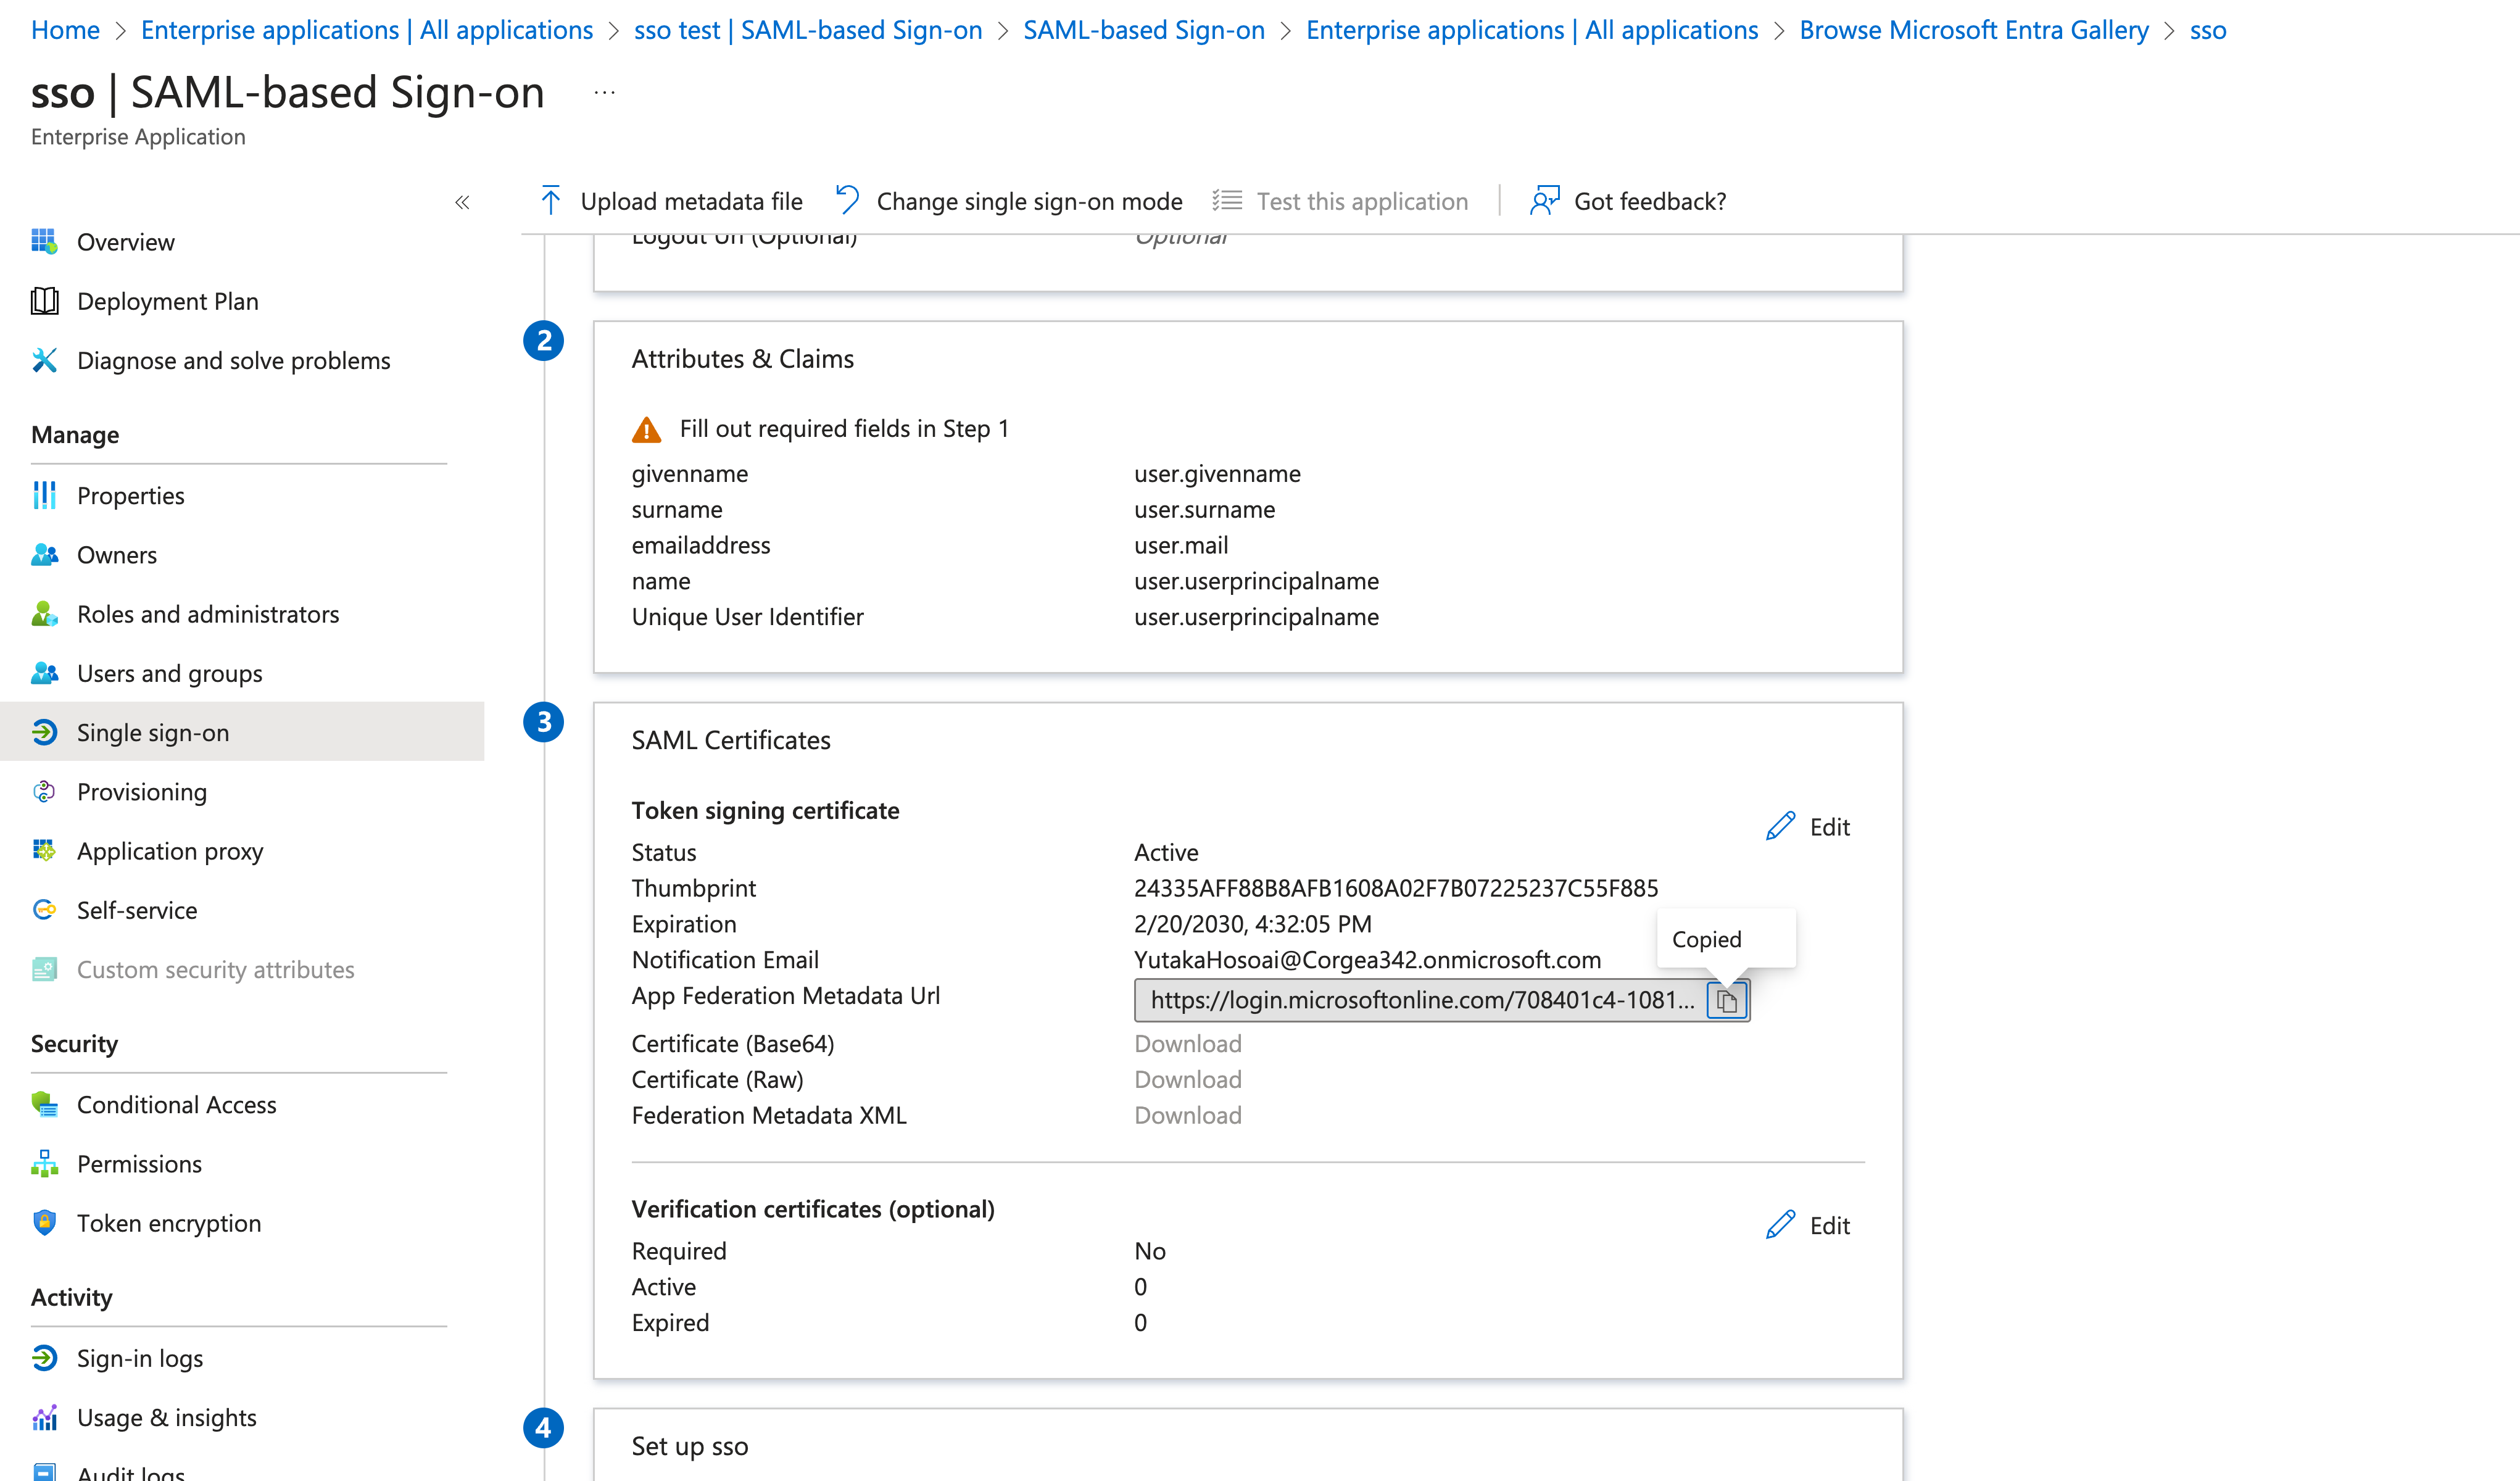 Home > Enterprise applications | All applications > sso test | SAML-based Sign-on > SAML-based Sign-on > Enterprise applications | All applications > Browse Microsoft Entra Gallery > sso
sso | SAML-based Sign-on ...
Enterprise Application
«
Upload metadata file
Change single sign-on mode
Test this application
Got feedback?
Overview
Deployment Plan
Diagnose and solve problems
Manage
Properties
Owners
Roles and administrators
Users and groups
Single sign-on
Provisioning
Application proxy
Self-service
Custom security attributes
Security
Conditional Access
Permissions
Token encryption
Activity
Sign-in logs
Usage & insights
Audit logs
Logout Url (Optional) Optional
2
Attributes & Claims
Fill out required fields in Step 1
givenname user.givenname
surname user.surname
emailaddress user.mail
name user.userprincipalname
Unique User Identifier user.userprincipalname
3
SAML Certificates
Token signing certificate
Edit
Status Active
Thumbprint 24335AFF88B8AFB1608A02F7B07225237C55F885
Expiration 2/20/2030, 4:32:05 PM
Copied
Notification Email YutakaHosoai@Corgea342.onmicrosoft.com
App Federation Metadata Url https://login.microsoftonline.com/708401c4-1081...
Certificate (Base64) Download
Certificate (Raw) Download
Federation Metadata XML Download
Verification certificates (optional)
Edit
Required No
Active 0
Expired 0
4
Set up sso